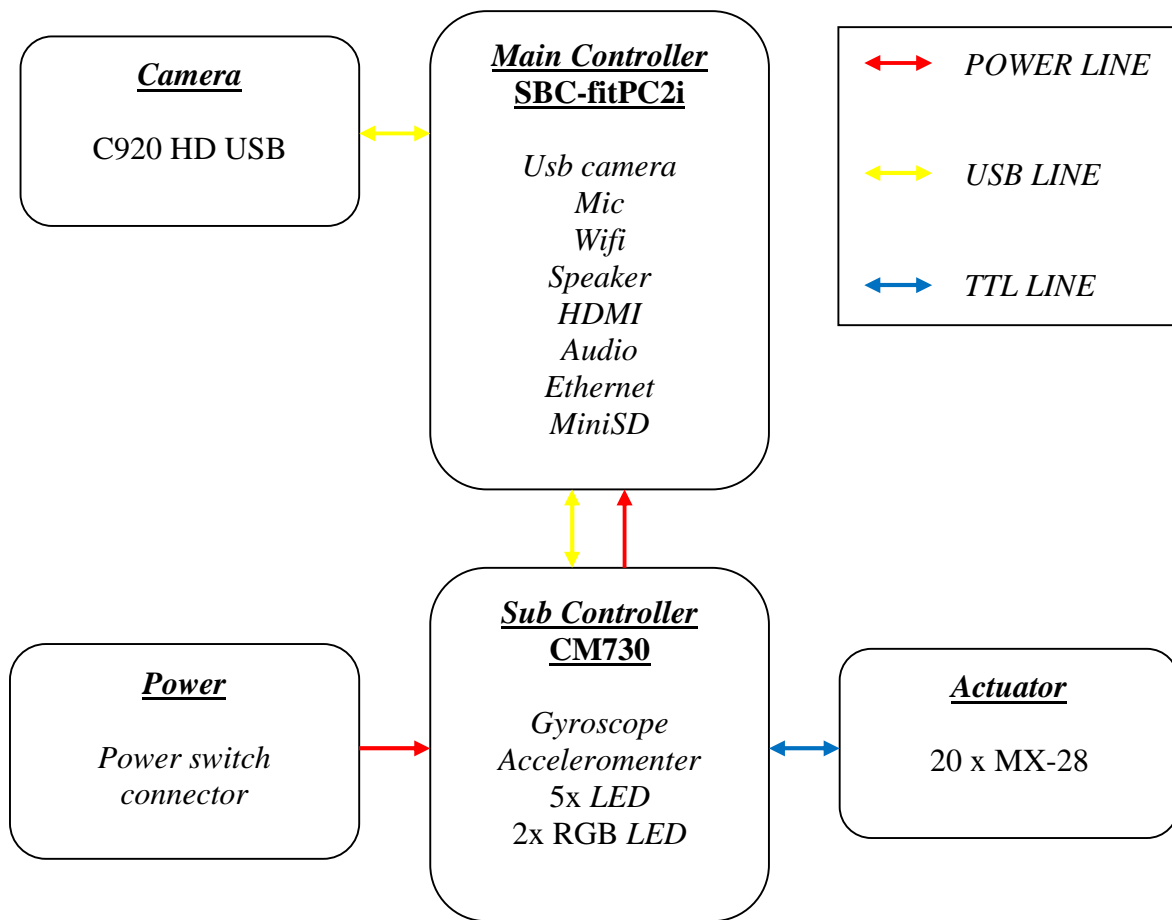 Camera
C920 HD USB
Main Controller
SBC-fitPC2i
Usb camera
Mic
Wifi
Speaker
HDMI
Audio
Ethernet
MiniSD
POWER LINE
USB LINE
TTL LINE
Power
Power switch
connector
Sub Controller
CM730
Gyroscope
Acceleromenter
5x LED
2x RGB LED
Actuator
20 x MX-28